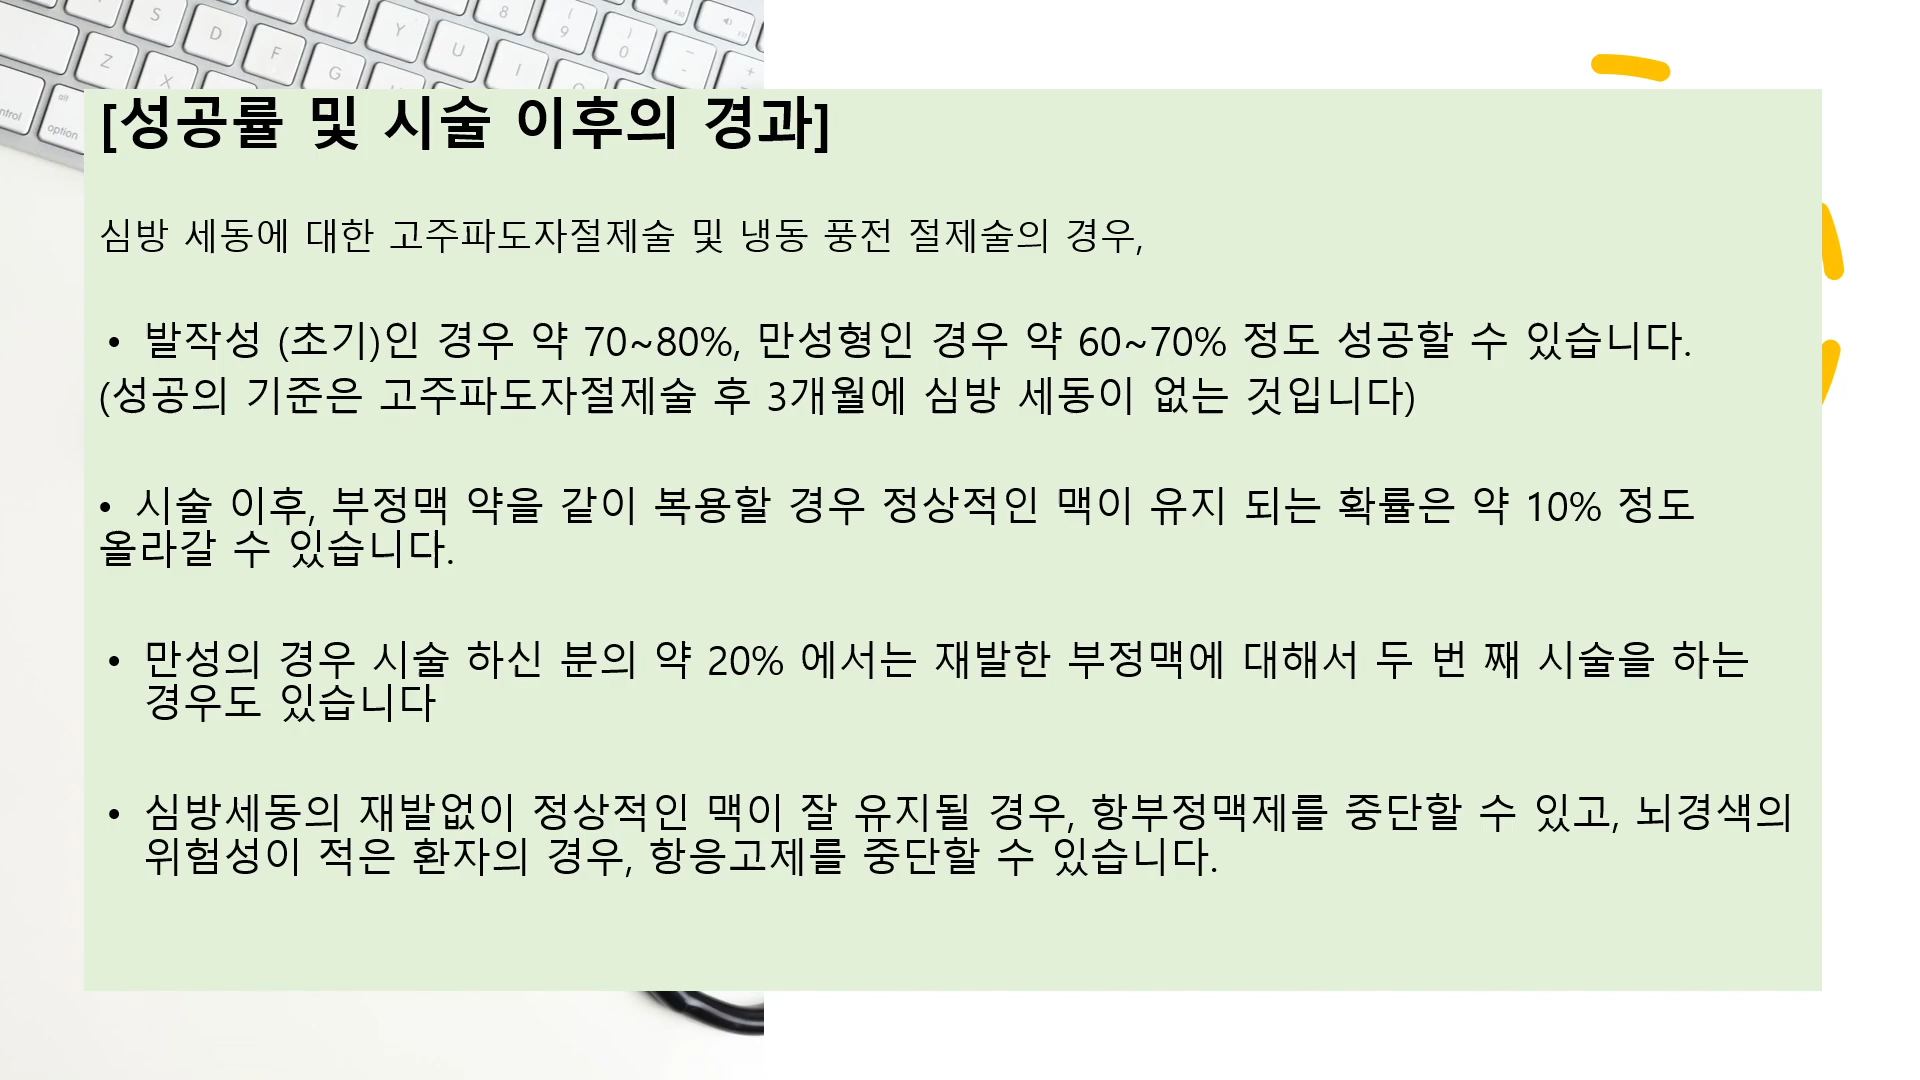 S
T
8
(
9
)
0
D
F
Y
U
Z
X
G
I
alt
option
[성공률 및 시술 이후의 경과]
심방 세동에 대한 고주파도자절제술 및 냉동 풍전 절제술의 경우,
• 발작성 (초기)인 경우 약 70~80%, 만성형인 경우 약 60~70% 정도 성공할 수 있습니다.
(성공의 기준은 고주파도자절제술 후 3개월에 심방 세동이 없는 것입니다)
• 시술 이후, 부정맥 약을 같이 복용할 경우 정상적인 맥이 유지 되는 확률은 약 10% 정도
올라갈 수 있습니다.
• 만성의 경우 시술 하신 분의 약 20% 에서는 재발한 부정맥에 대해서 두 번 째 시술을 하는
경우도 있습니다
• 심방세동의 재발없이 정상적인 맥이 잘 유지될 경우, 항부정맥제를 중단할 수 있고, 뇌경색의
위험성이 적은 환자의 경우, 항응고제를 중단할 수 있습니다.